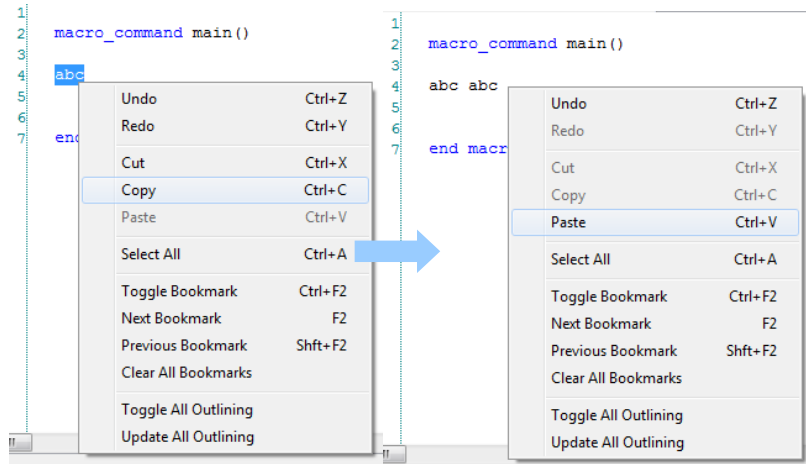 1
2 macro_command main()
3
4 abc
5
6
7 end
Undo Ctrl+Z
Redo Ctrl+Y
Cut Ctrl+X
Copy Ctrl+C
Paste Ctrl+V
Select All Ctrl+A
Toggle Bookmark Ctrl+F2
Next Bookmark F2
Previous Bookmark Shft+F2
Clear All Bookmarks
Toggle All Outlining
Update All Outlining
1
2 macro_command main()
3
4 abc abc
5
6
7 end macr
Undo Ctrl+Z
Redo Ctrl+Y
Cut Ctrl+X
Copy Ctrl+C
Paste Ctrl+V
Select All Ctrl+A
Toggle Bookmark Ctrl+F2
Next Bookmark F2
Previous Bookmark Shft+F2
Clear All Bookmarks
Toggle All Outlining
Update All Outlining